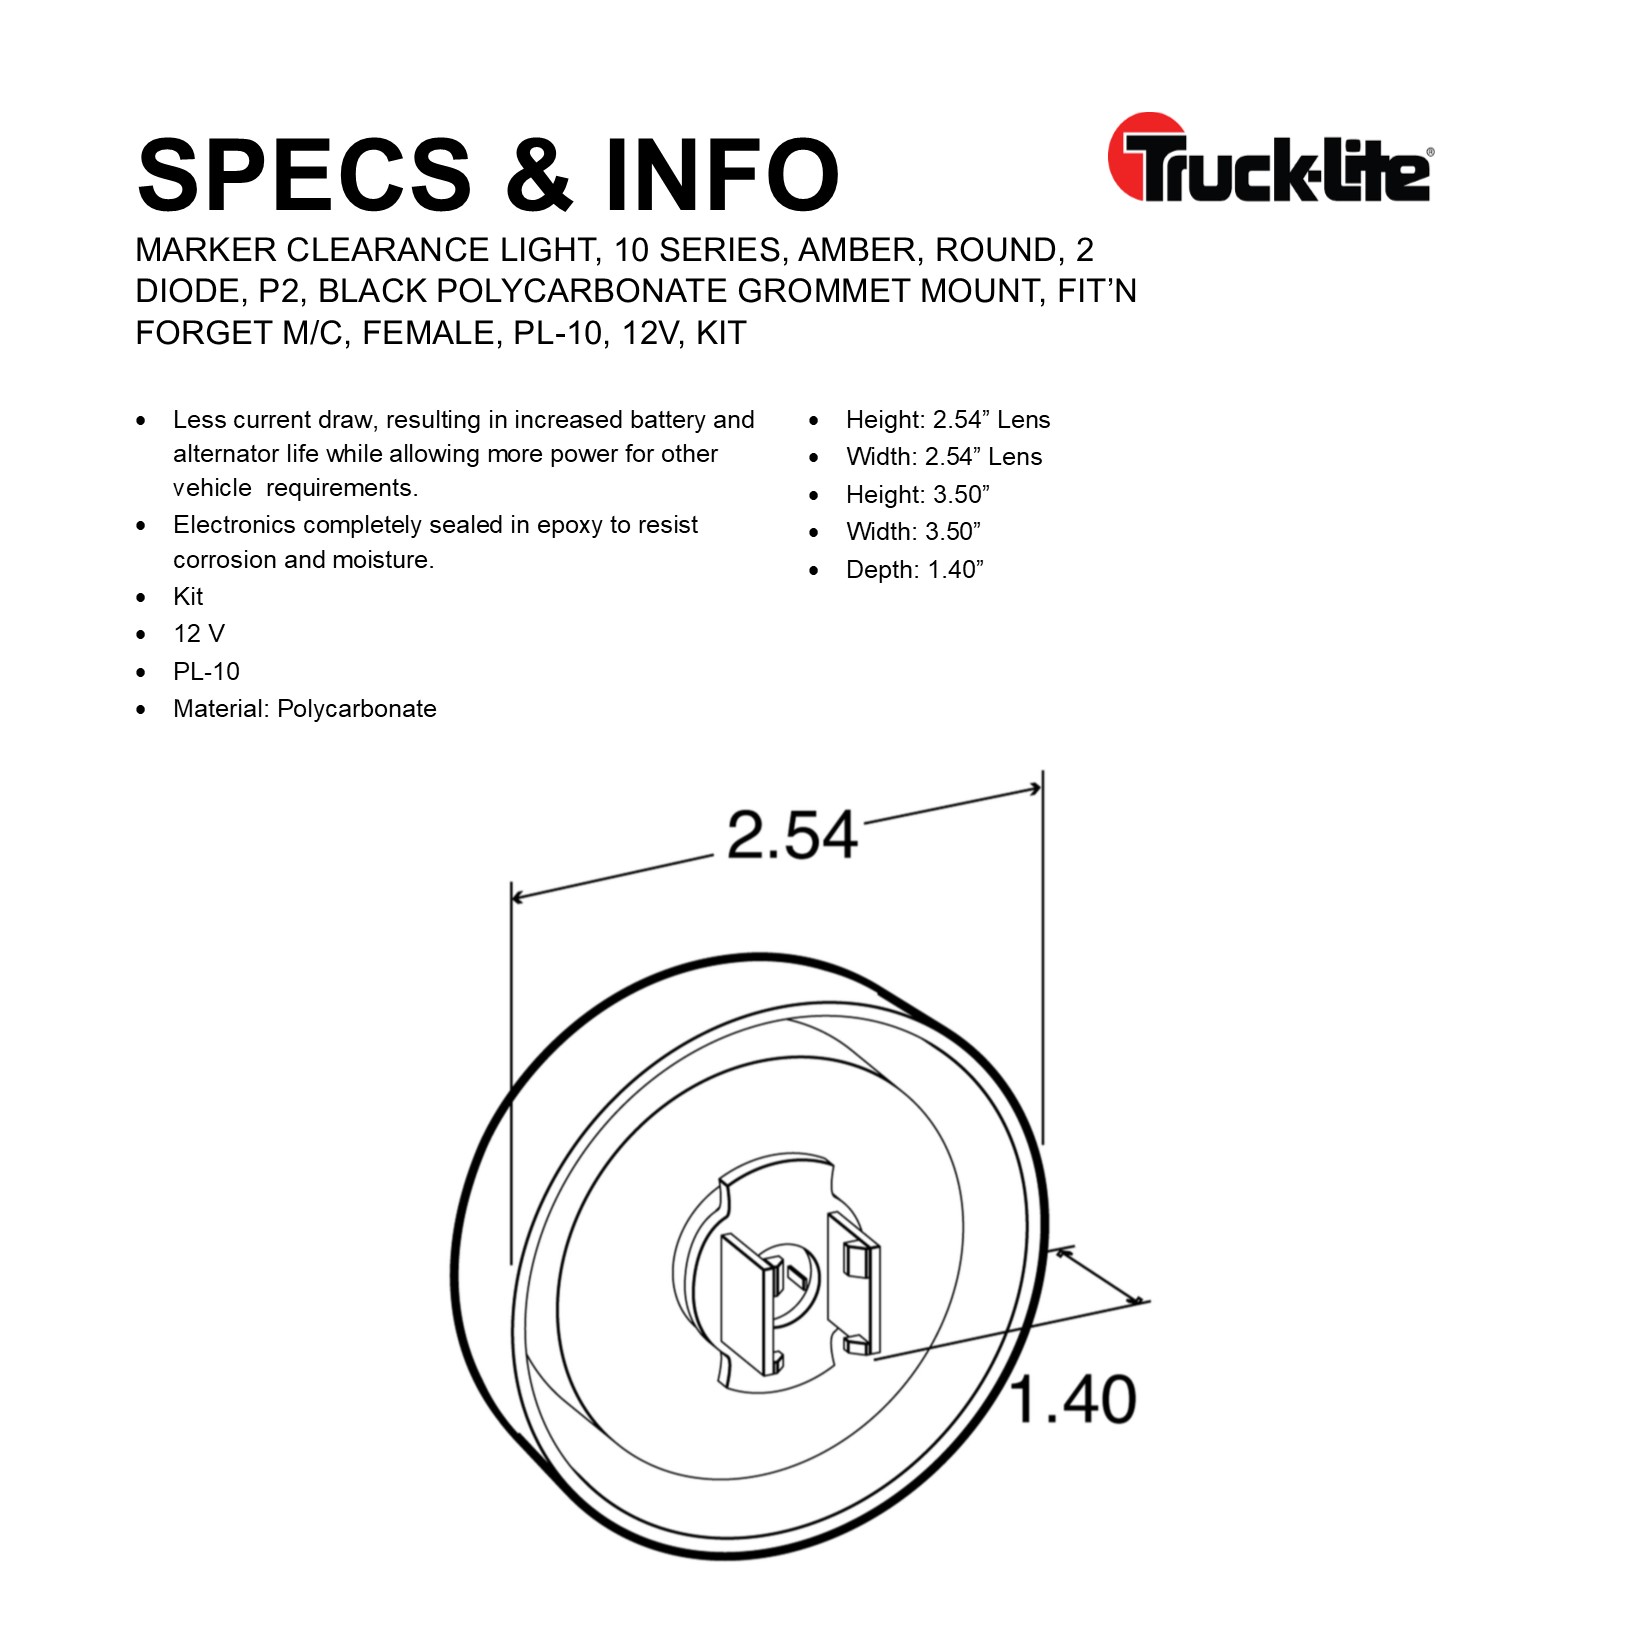 SPECS & INFO
Truck-Lite®
MARKER CLEARANCE LIGHT, 10 SERIES, AMBER, ROUND, 2
DIODE, P2, BLACK POLYCARBONATE GROMMET MOUNT, FIT’N
FORGET M/C, FEMALE, PL-10, 12V, KIT
• Less current draw, resulting in increased battery and
alternator life while allowing more power for other
vehicle requirements.
• Electronics completely sealed in epoxy to resist
corrosion and moisture.
• Kit
• 12 V
• PL-10
• Material: Polycarbonate
• Height: 2.54” Lens
• Width: 2.54” Lens
• Height: 3.50”
• Width: 3.50”
• Depth: 1.40”
2.54
1.40